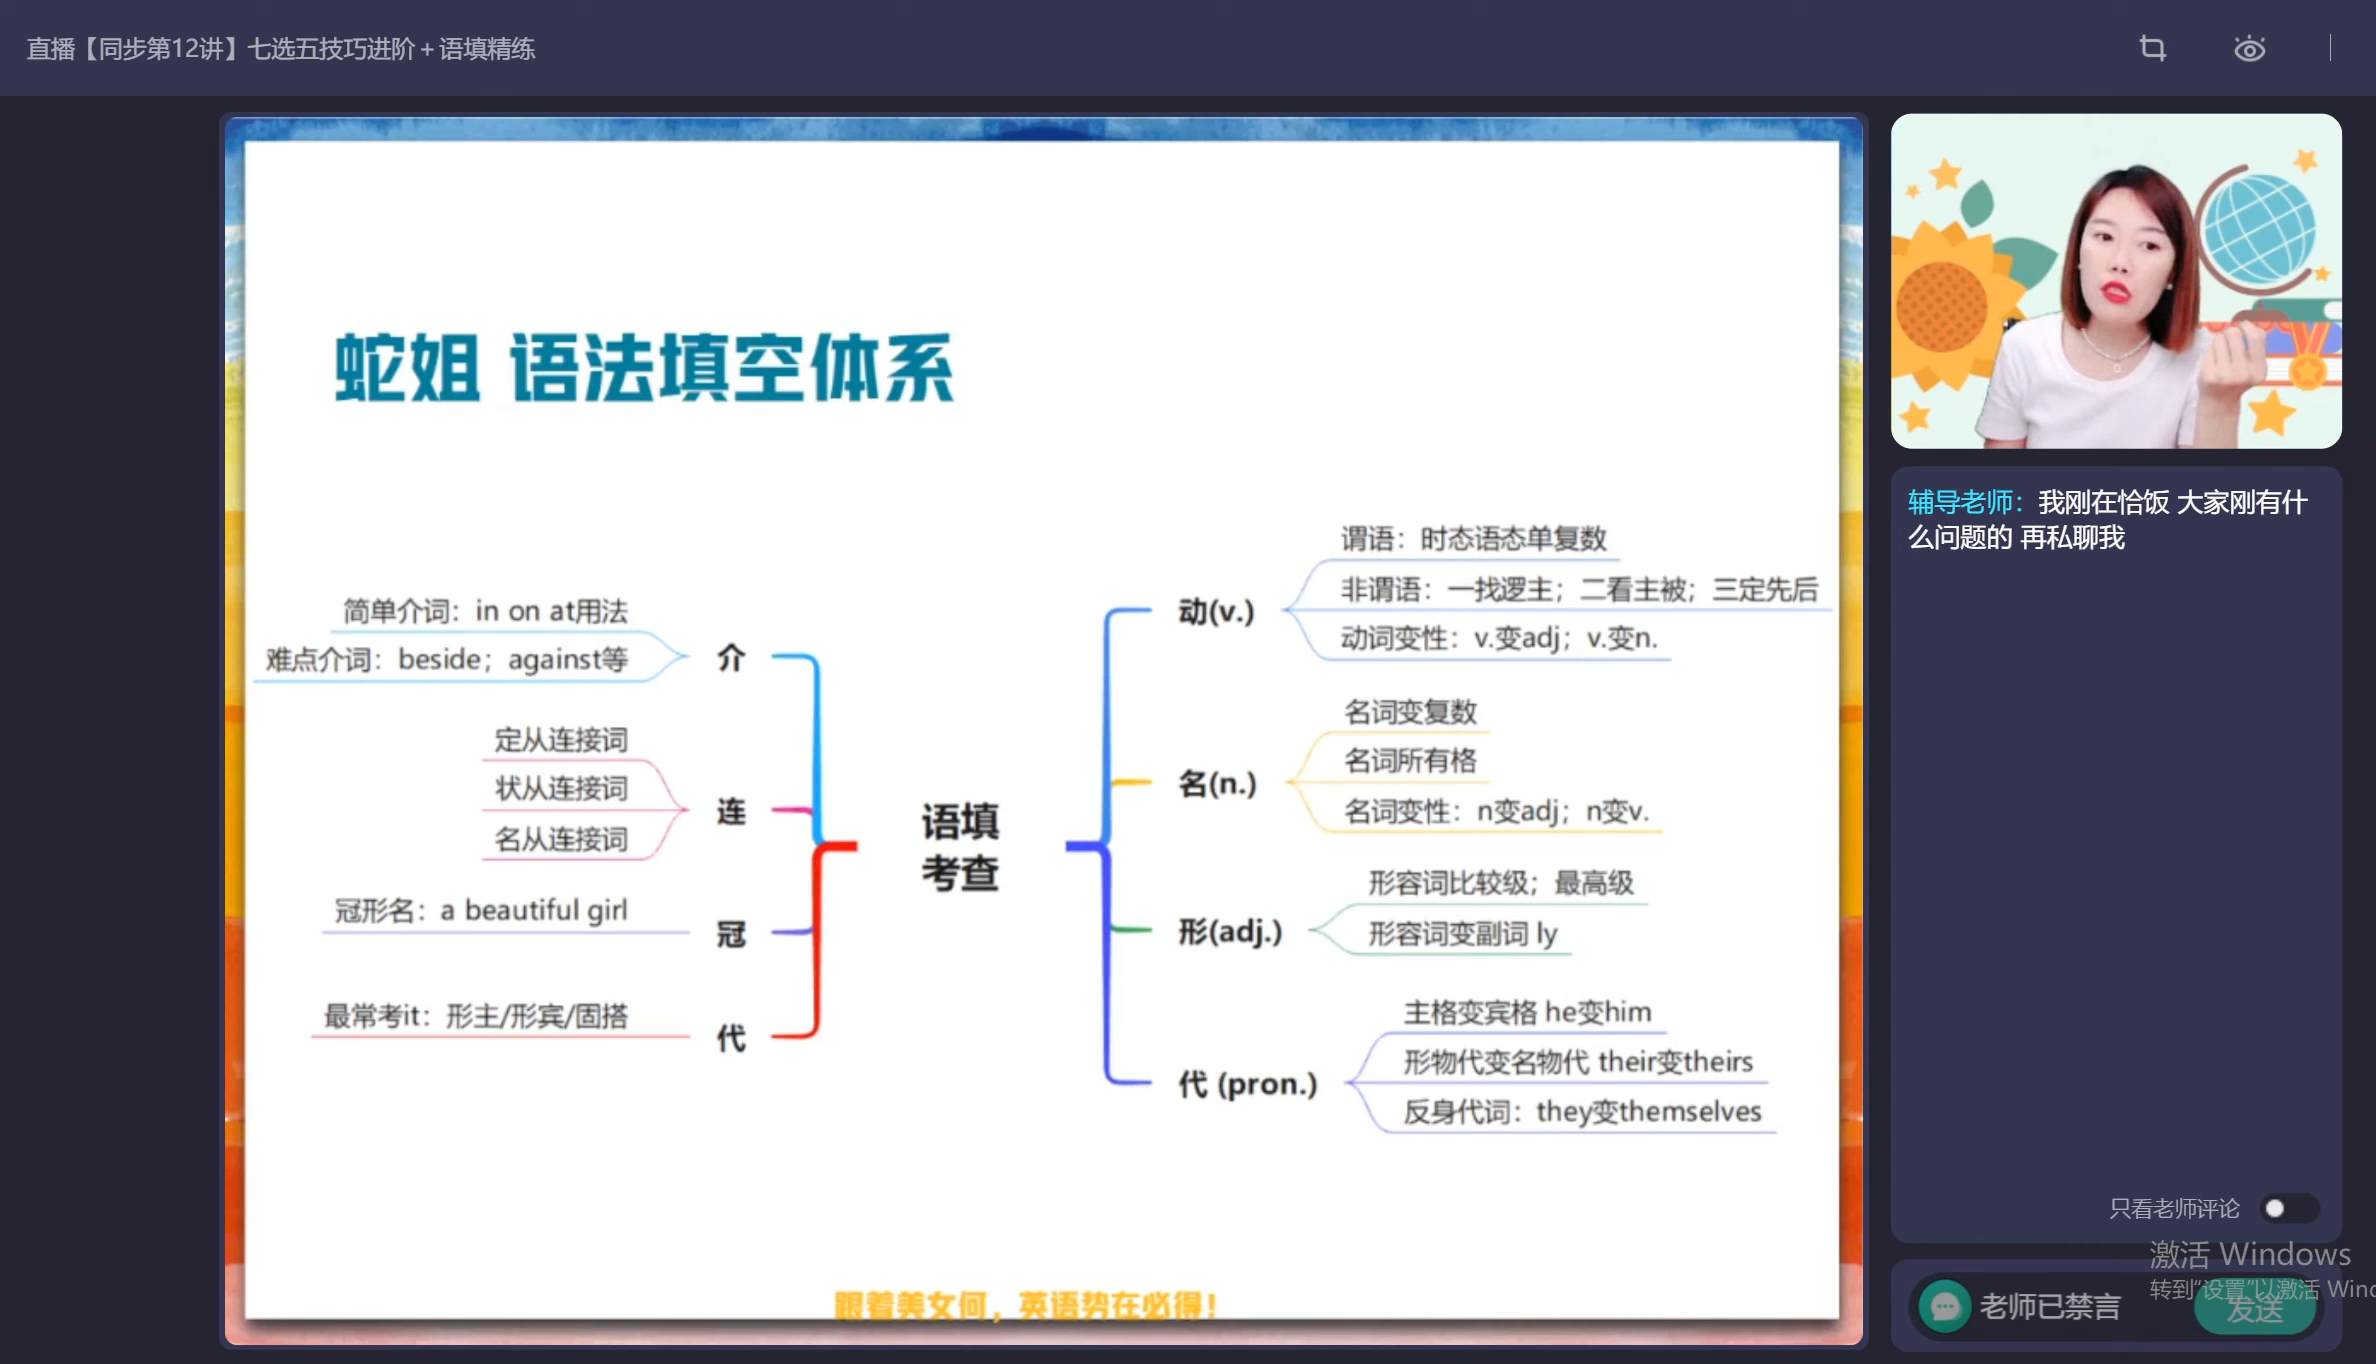 直播【同步第12讲】七选五技巧进阶+语填精练
蛇姐 语法填空体系
简单介词：in on at用法
难点介词：beside；against等
介
定从连接词
状从连接词
名从连接词
连
冠形名：a beautiful girl
冠
最常考it：形主/形宾/固搭
代
语填
考查
动(v.)
谓语：时态语态单复数
非谓语：一找逻主；二看主被；三定先后
动词变性：v.变adj；v.变n.
名(n.)
名词变复数
名词所有格
名词变性：n变adj；n变v.
形(adj.)
形容词比较级；最高级
形容词变副词 ly
代 (pron.)
主格变宾格 he变him
形物代变名物代 their变theirs
反身代词：they变themselves
跟着美女何，英语势在必得！
辅导老师：我刚在恰饭 大家刚有什
么问题的 再私聊我
只看老师评论
激活 Windows
转到"设置"以激活 Wind
老师已禁言
发送